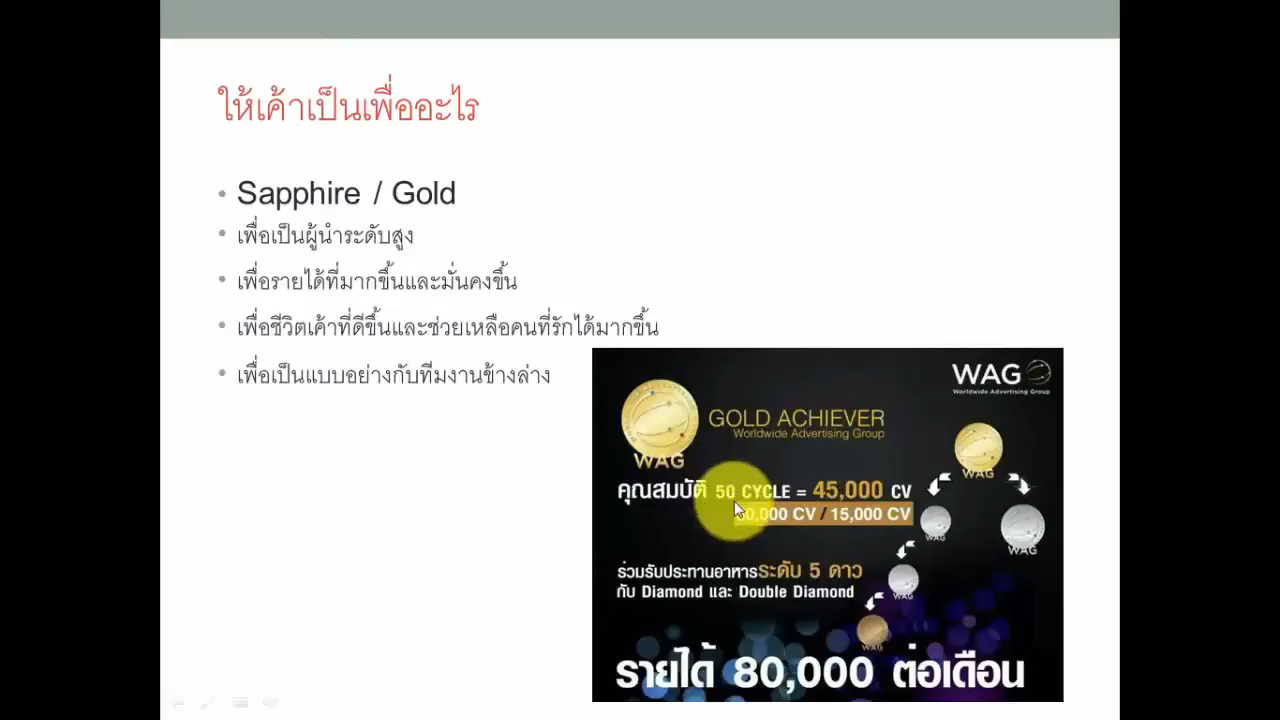 ให้เค้าเป็นเพื่ออะไร
• Sapphire / Gold
• เพื่อเป็นผู้นำระดับสูง
• เพื่อรายได้ที่มากขึ้นและมั่นคงขึ้น
• เพื่อชีวิตเค้าที่ดีขึ้นและช่วยเหลือคนที่รักได้มากขึ้น
• เพื่อเป็นแบบอย่างกับทีมงานข้างล่าง
WAG
Worldwide Advertising Group
GOLD ACHIEVER
Worldwide Advertising Group
WAG
WAG
คุณสมบัติ 50 CYCLE = 45,000 CV
30,000 CV / 15,000 CV
WAG
WAG
ร่วมรับประทานอาหารระดับ 5 ดาว
กับ Diamond และ Double Diamond
WAG
WAG
รายได้ 80,000 ต่อเดือน